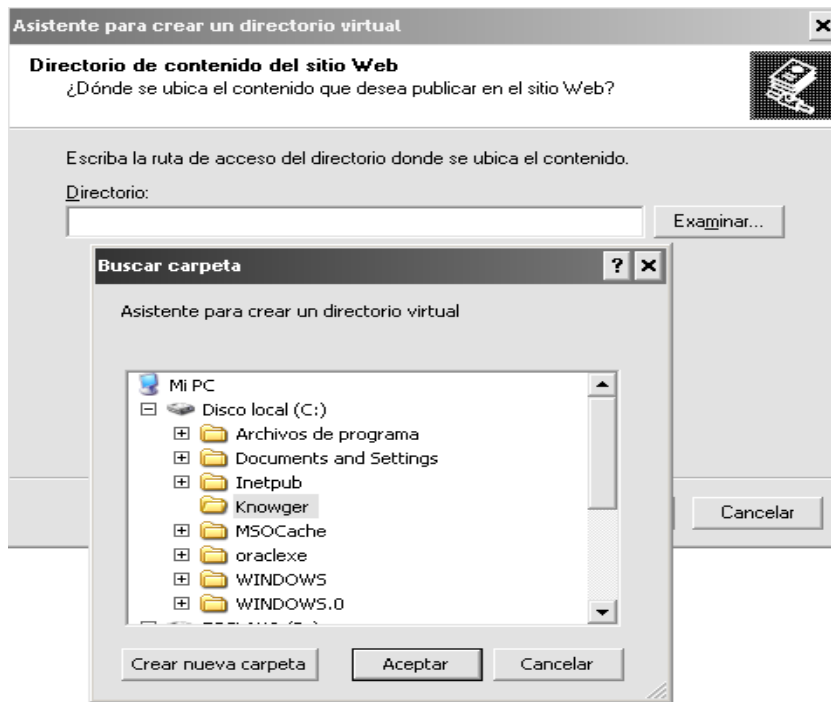 Asistente para crear un directorio virtual
Directorio de contenido del sitio Web
¿Dónde se ubica el contenido que desea publicar en el sitio Web?
Escriba la ruta de acceso del directorio donde se ubica el contenido.
Directorio:
Examinar...
Buscar carpeta
Asistente para crear un directorio virtual
Mi PC
Disco local (C:)
Archivos de programa
Documents and Settings
Inetpub
Knowger
MSOCache
oraclexe
WINDOWS
WINDOWS.0
Cancelar
Crear nueva carpeta
Aceptar
Cancelar